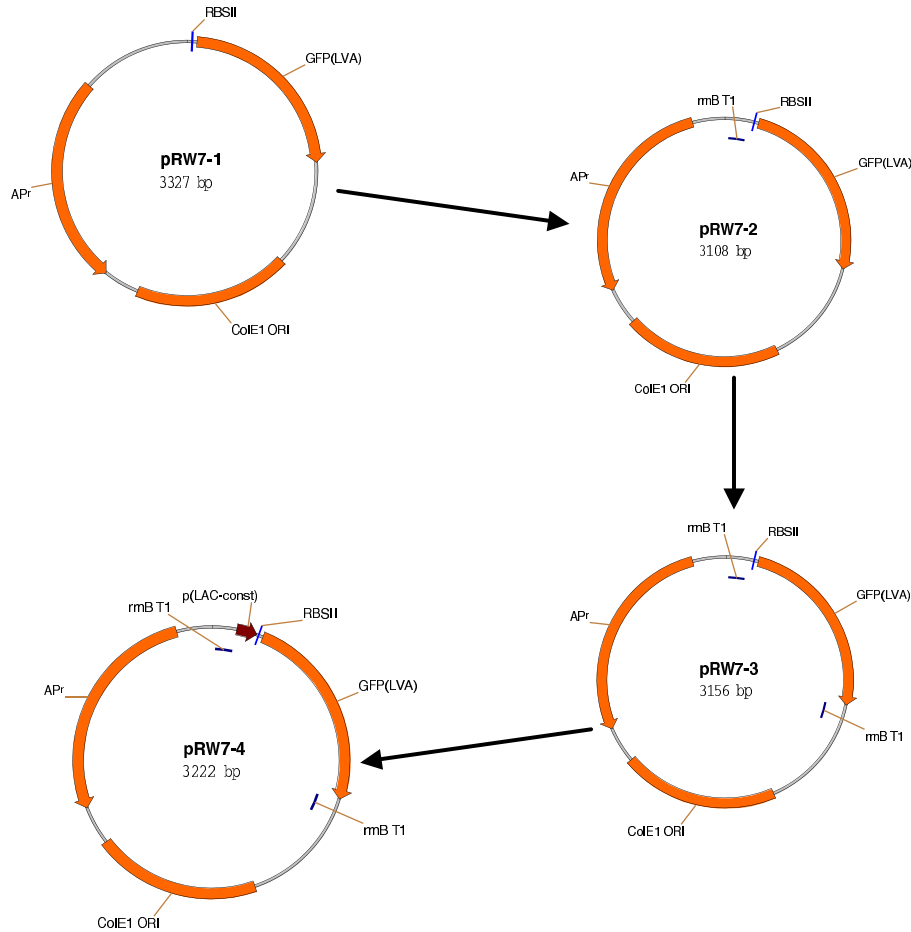 RBSII
GFP(LVA)
pRW7-1
3327 bp
APr
ColE1 ORI
rrnB T1
RBSII
GFP(LVA)
APr
pRW7-2
3108 bp
ColE1 ORI
rrnB T1
RBSII
GFP(LVA)
APr
pRW7-3
3156 bp
rrnB T1
ColE1 ORI
p(LAC-const)
rrnB T1
RBSII
GFP(LVA)
APr
pRW7-4
3222 bp
rrnB T1
ColE1 ORI